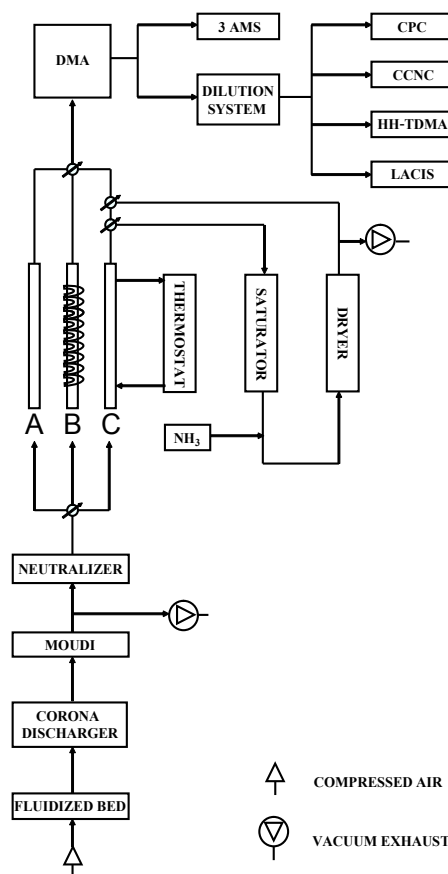 3 AMS
CPC
DMA
DILUTION
SYSTEM
CCNC
HH-TDMA
LACIS
THERMOSTAT
SATURATOR
DRYER
A
B
C
NH3
NEUTRALIZER
MOUDI
CORONA
DISCHARGER
FLUIDIZED BED
COMPRESSED AIR
VACUUM EXHAUST